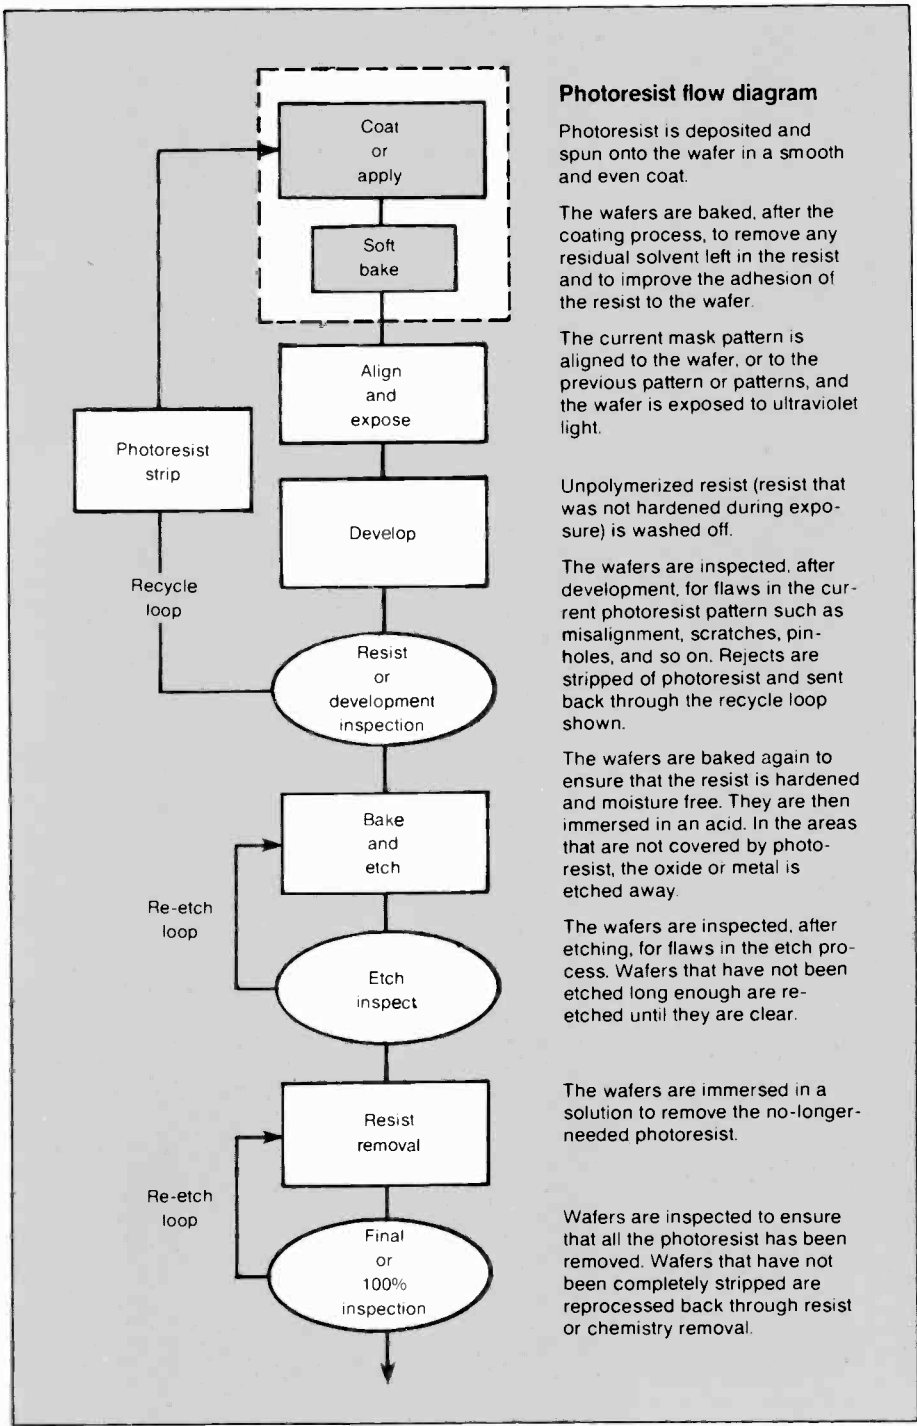 Photoresist flow diagram
Coat
or
apply
Photoresist is deposited and
spun onto the wafer in a smooth
and even coat.
Soft
bake
The wafers are baked, after the
coating process, to remove any
residual solvent left in the resist
and to improve the adhesion of
the resist to the wafer.
Align
and
expose
The current mask pattern is
aligned to the wafer, or to the
previous pattern or patterns, and
the wafer is exposed to ultraviolet
light.
Photoresist
strip
Develop
Unpolymerized resist (resist that
was not hardened during expo-
sure) is washed off.
Recycle
loop
Resist
or
development
inspection
The wafers are inspected, after
development, for flaws in the cur-
rent photoresist pattern such as
misalignment, scratches, pin-
holes, and so on. Rejects are
stripped of photoresist and sent
back through the recycle loop
shown.
Bake
and
etch
The wafers are baked again to
ensure that the resist is hardened
and moisture free. They are then
immersed in an acid. In the areas
that are not covered by photo-
resist, the oxide or metal is
etched away.
Re-etch
loop
Etch
inspect
The wafers are inspected, after
etching, for flaws in the etch pro-
cess. Wafers that have not been
etched long enough are re-
etched until they are clear.
Resist
removal
The wafers are immersed in a
solution to remove the no-longer-
needed photoresist.
Re-etch
loop
Final
or
100%
inspection
Wafers are inspected to ensure
that all the photoresist has been
removed. Wafers that have not
been completely stripped are
reprocessed back through resist
or chemistry removal.